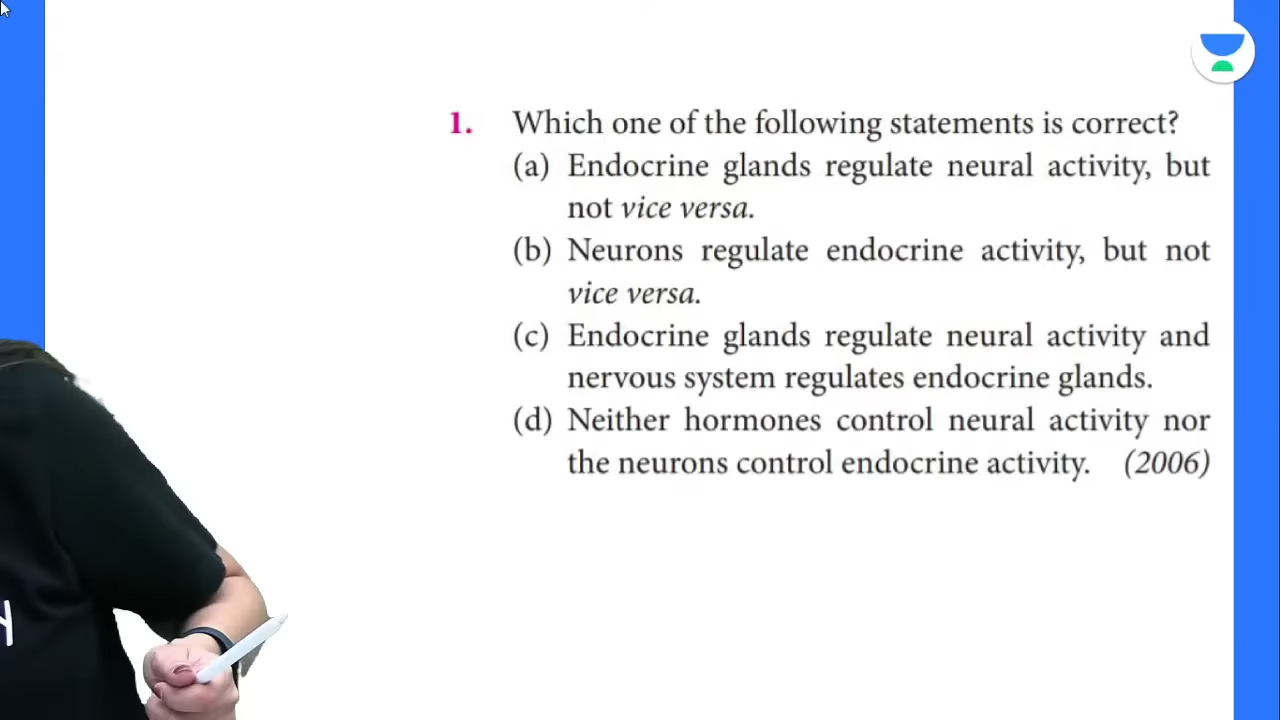 1. Which one of the following statements is correct?
(a) Endocrine glands regulate neural activity, but
not vice versa.
(b) Neurons regulate endocrine activity, but not
vice versa.
(c) Endocrine glands regulate neural activity and
nervous system regulates endocrine glands.
(d) Neither hormones control neural activity nor
the neurons control endocrine activity. (2006)